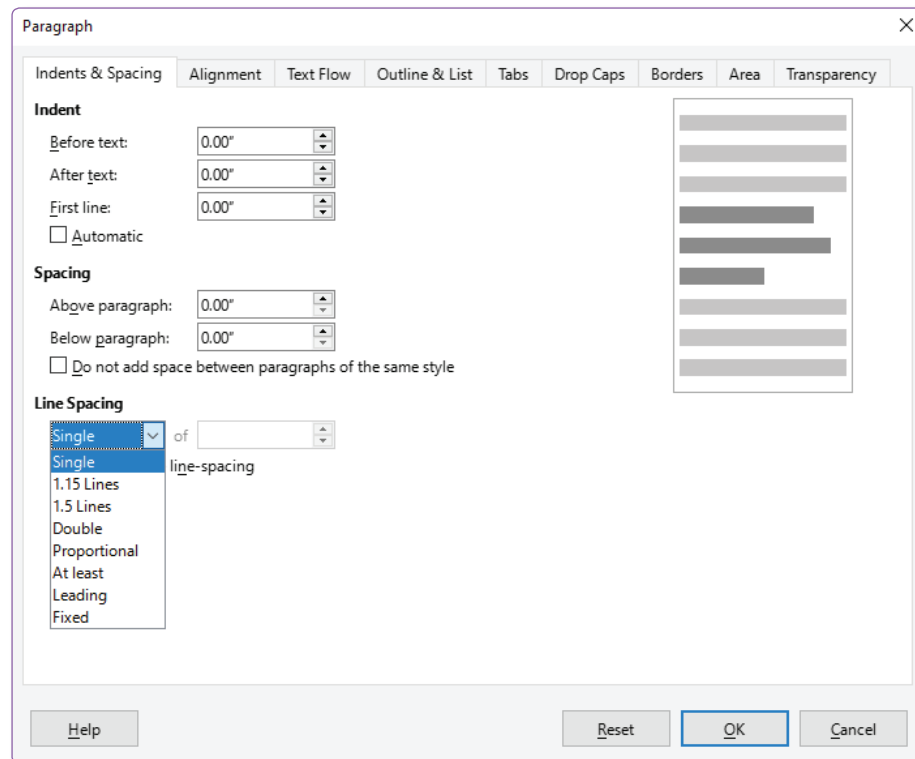 Paragraph
Indents & Spacing Alignment Text Flow Outline & List Tabs Drop Caps Borders Area Transparency
Indent
Before text: 0.00"
After text: 0.00"
First line: 0.00"
Automatic
Spacing
Above paragraph: 0.00"
Below paragraph: 0.00"
Do not add space between paragraphs of the same style
Line Spacing
Single of
Single line-spacing
1.15 Lines
1.5 Lines
Double
Proportional
At least
Leading
Fixed
Help Reset OK Cancel